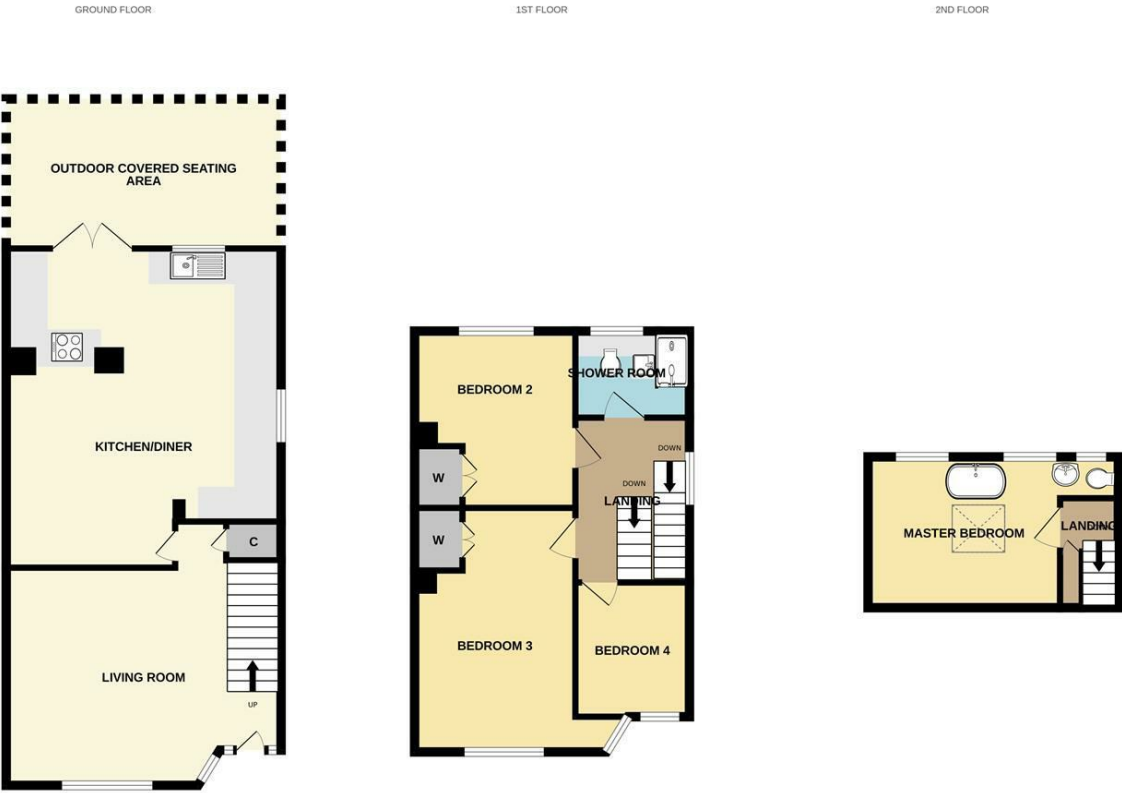 GROUND FLOOR
OUTDOOR COVERED SEATING
AREA
KITCHEN/DINER
C
LIVING ROOM
UP
1ST FLOOR
BEDROOM 2
SHOWER ROOM
W
DOWN
DOWN
LANDING
W
BEDROOM 3
BEDROOM 4
2ND FLOOR
MASTER BEDROOM
LANDING